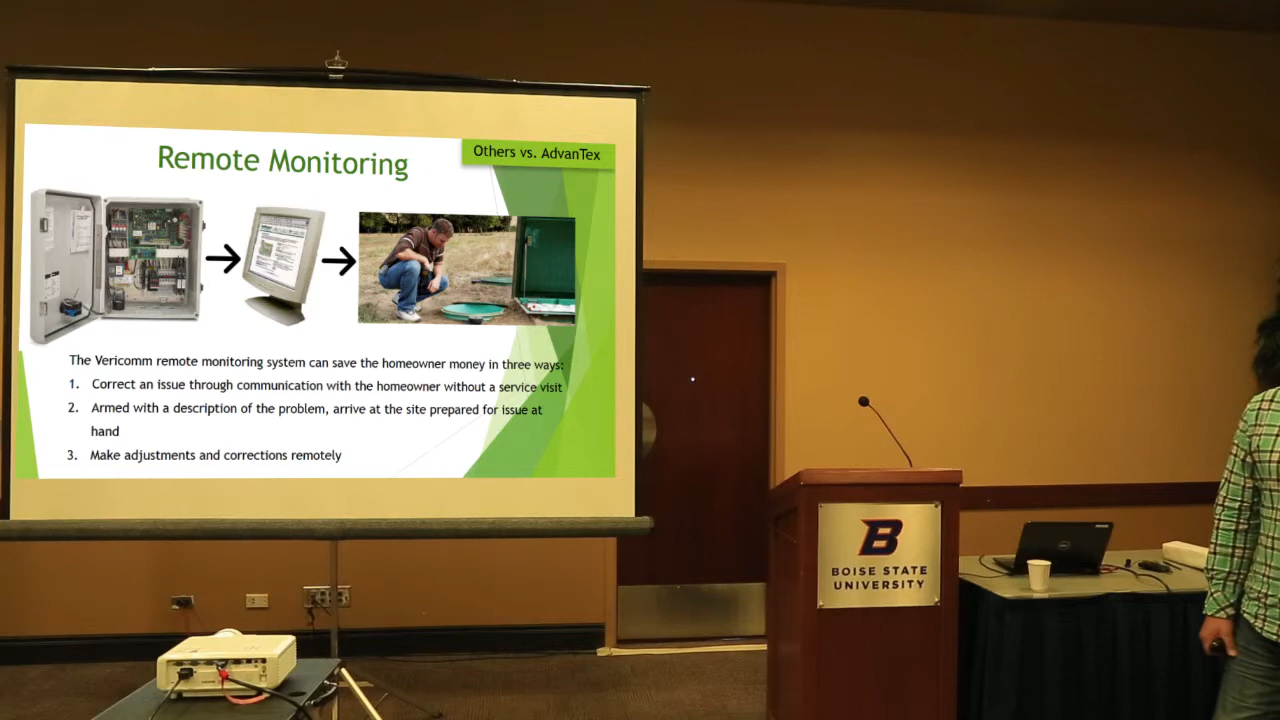 Others vs. AdvanTex
Remote Monitoring
The Vericomm remote monitoring system can save the homeowner money in three ways:
1. Correct an issue through communication with the homeowner without a service visit
2. Armed with a description of the problem, arrive at the site prepared for issue at
hand
3. Make adjustments and corrections remotely
B
BOISE STATE
UNIVERSITY